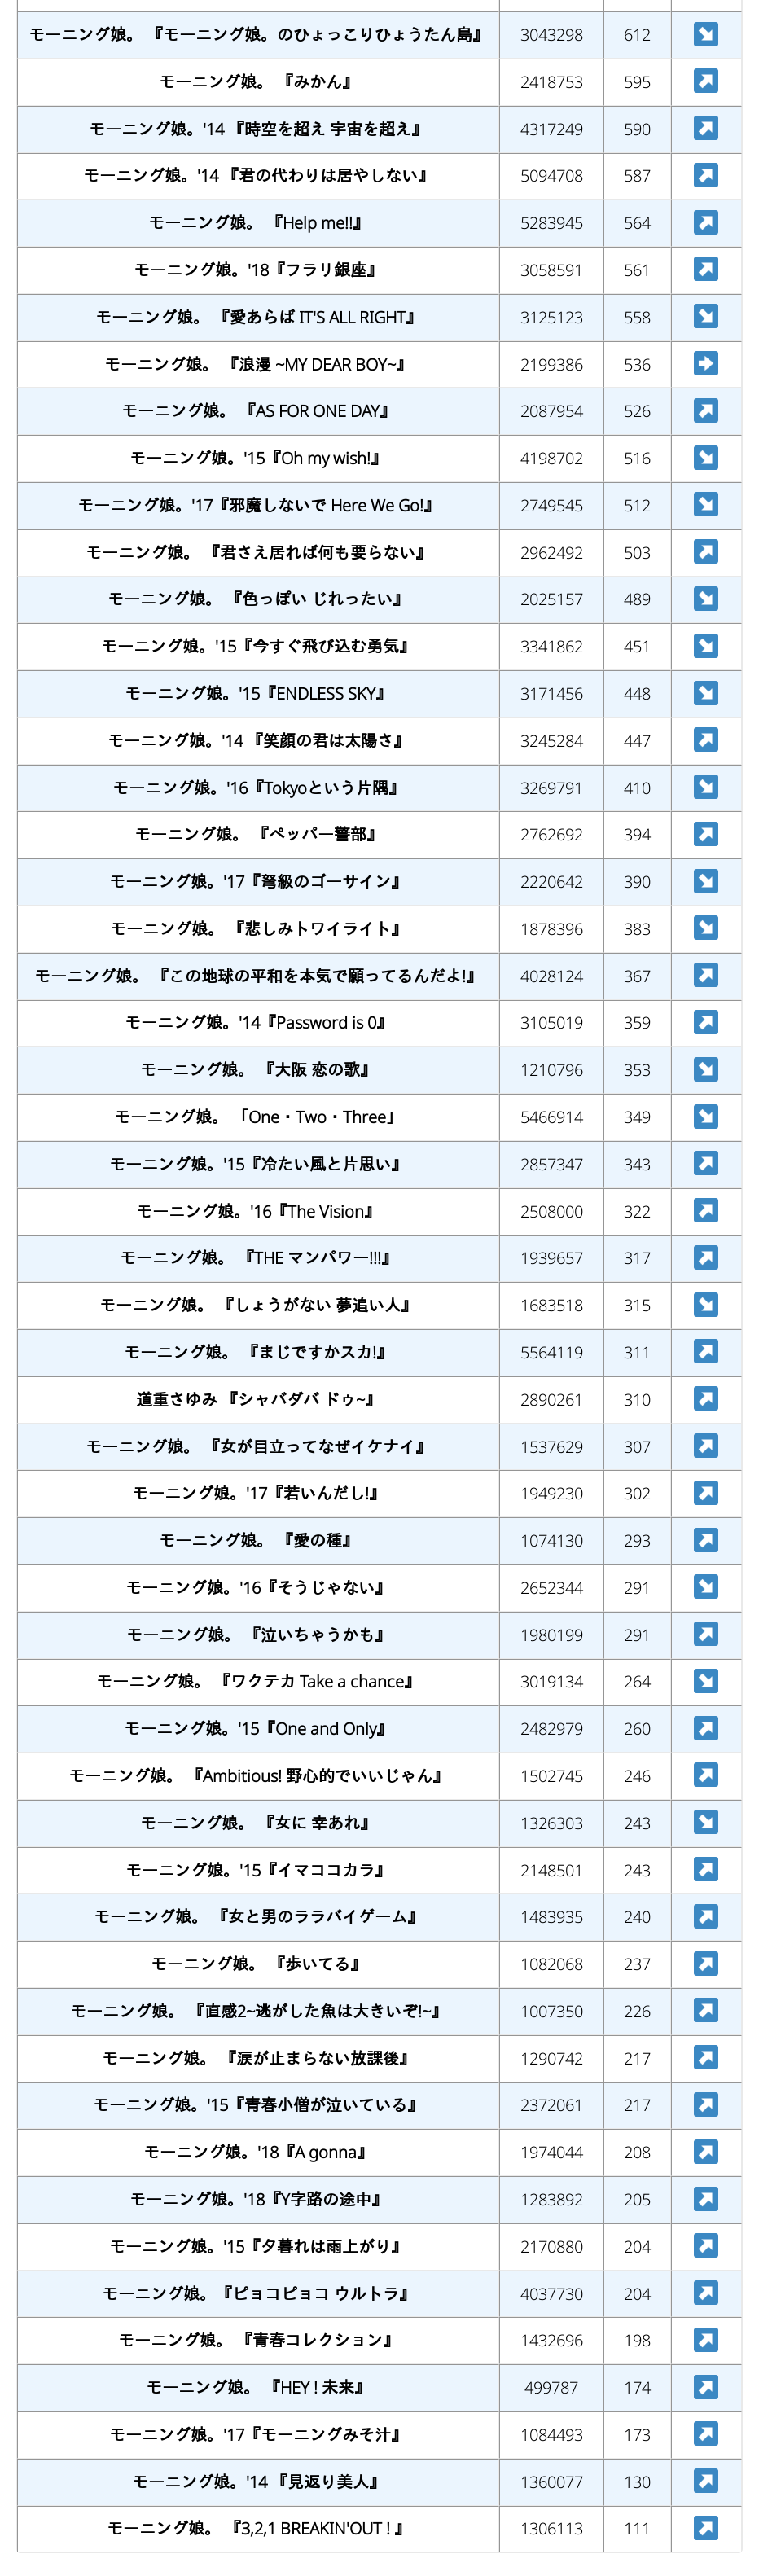 モーニング娘。 『モーニング娘。のひょっこりひょうたん島』 3043298 612 ↘
モーニング娘。 『みかん』 2418753 595 ↗
モーニング娘。'14 『時空を超え 宇宙を超え』 4317249 590 ↗
モーニング娘。'14 『君の代わりは居やしない』 5094708 587 ↗
モーニング娘。 『Help me!!』 5283945 564 ↗
モーニング娘。'18『フラリ銀座』 3058591 561 ↗
モーニング娘。 『愛あらば IT'S ALL RIGHT』 3125123 558 ↘
モーニング娘。 『浪漫 ~MY DEAR BOY~』 2199386 536 ➡
モーニング娘。 『AS FOR ONE DAY』 2087954 526 ↗
モーニング娘。'15『Oh my wish!』 4198702 516 ↘
モーニング娘。'17『邪魔しないで Here We Go!』 2749545 512 ↘
モーニング娘。 『君さえ居れば何も要らない』 2962492 503 ↗
モーニング娘。 『色っぽい じれったい』 2025157 489 ↘
モーニング娘。'15『今すぐ飛び込む勇気』 3341862 451 ↘
モーニング娘。'15『ENDLESS SKY』 3171456 448 ↘
モーニング娘。'14 『笑顔の君は太陽さ』 3245284 447 ↗
モーニング娘。'16『Tokyoという片隅』 3269791 410 ↘
モーニング娘。 『ペッパー警部』 2762692 394 ↗
モーニング娘。'17『弩級のゴーサイン』 2220642 390 ↘
モーニング娘。 『悲しみトワイライト』 1878396 383 ↘
モーニング娘。 『この地球の平和を本気で願ってるんだよ!』 4028124 367 ↗
モーニング娘。'14『Password is 0』 3105019 359 ↗
モーニング娘。 『大阪 恋の歌』 1210796 353 ↘
モーニング娘。 「One・Two・Three」 5466914 349 ↘
モーニング娘。'15『冷たい風と片思い』 2857347 343 ↗
モーニング娘。'16『The Vision』 2508000 322 ↗
モーニング娘。 『THE マンパワー!!!』 1939657 317 ↗
モーニング娘。 『しょうがない 夢追い人』 1683518 315 ↘
モーニング娘。 『まじですかスカ!』 5564119 311 ↗
道重さゆみ 『シャバダバ ドゥ~』 2890261 310 ↗
モーニング娘。 『女が目立ってなぜイケナイ』 1537629 307 ↗
モーニング娘。'17『若いんだし!』 1949230 302 ↗
モーニング娘。 『愛の種』 1074130 293 ↗
モーニング娘。'16『そうじゃない』 2652344 291 ↘
モーニング娘。 『泣いちゃうかも』 1980199 291 ↗
モーニング娘。 『ワクテカ Take a chance』 3019134 264 ↘
モーニング娘。'15『One and Only』 2482979 260 ↗
モーニング娘。 『Ambitious! 野心的でいいじゃん』 1502745 246 ↗
モーニング娘。 『女に 幸あれ』 1326303 243 ↘
モーニング娘。'15『イマココカラ』 2148501 243 ↗
モーニング娘。 『女と男のララバイゲーム』 1483935 240 ↗
モーニング娘。 『歩いてる』 1082068 237 ↗
モーニング娘。 『直感2~逃がした魚は大きいぞ!~』 1007350 226 ↗
モーニング娘。 『涙が止まらない放課後』 1290742 217 ↗
モーニング娘。'15『青春小僧が泣いている』 2372061 217 ↗
モーニング娘。'18『A gonna』 1974044 208 ↗
モーニング娘。'18『Y字路の途中』 1283892 205 ↗
モーニング娘。'15『夕暮れは雨上がり』 2170880 204 ↗
モーニング娘。『ピョコピョコ ウルトラ』 4037730 204 ↗
モーニング娘。 『青春コレクション』 1432696 198 ↗
モーニング娘。 『HEY ! 未来』 499787 174 ↗
モーニング娘。'17『モーニングみそ汁』 1084493 173 ↗
モーニング娘。'14 『見返り美人』 1360077 130 ↗
モーニング娘。 『3,2,1 BREAKIN'OUT ! 』 1306113 111 ↗